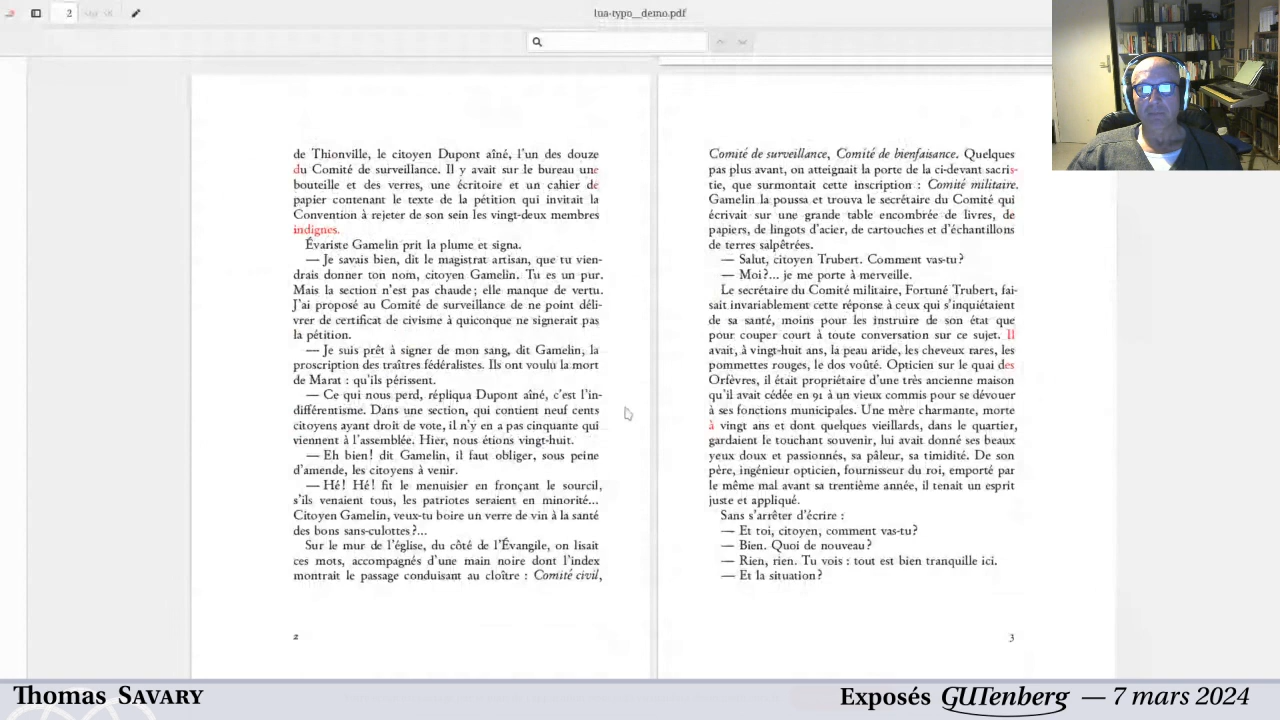 2
lua-typo_demo.pdf
de Thionville, le citoyen Dupont aîné, l'un des douze
du Comité de surveillance. Il y avait sur le bureau une
bouteille et des verres, une écritoire et un cahier de
papier contenant le texte de la pétition qui invitait la
Convention à rejeter de son sein les vingt-deux membres
indignes.
Évariste Gamelin prit la plume et signa.
— Je savais bien, dit le magistrat artisan, que tu vien-
drais donner ton nom, citoyen Gamelin. Tu es un pur.
Mais la section n'est pas chaude ; elle manque de vertu.
J'ai proposé au Comité de surveillance de ne point déli-
vrer de certificat de civisme à quiconque ne signerait pas
la pétition.
— Je suis prêt à signer de mon sang, dit Gamelin, la
proscription des traîtres fédéralistes. Ils ont voulu la mort
de Marat : qu'ils périssent.
— Ce qui nous perd, répliqua Dupont aîné, c'est l'in-
différentisme. Dans une section, qui contient neuf cents
citoyens ayant droit de vote, il n'y en a pas cinquante qui
viennent à l'assemblée. Hier, nous étions vingt-huit.
— Eh bien ! dit Gamelin, il faut obliger, sous peine
d'amende, les citoyens à venir.
— Hé ! Hé ! fit le menuisier en fronçant le sourcil,
s'ils venaient tous, les patriotes seraient en minorité...
Citoyen Gamelin, veux-tu boire un verre de vin à la santé
des bons sans-culottes ?...
Sur le mur de l'église, du côté de l'Évangile, on lisait
ces mots, accompagnés d'une main noire dont l'index
montrait le passage conduisant au cloître : Comité civil,
2
Comité de surveillance, Comité de bienfaisance. Quelques
pas plus avant, on atteignait la porte de la ci-devant sacris-
tie, que surmontait cette inscription : Comité militaire.
Gamelin la poussa et trouva le secrétaire du Comité qui
écrivait sur une grande table encombrée de livres, de
papiers, de lingots d'acier, de cartouches et d'échantillons
de terres salpêtrées.
— Salut, citoyen Trubert. Comment vas-tu ?
— Moi ?... je me porte à merveille.
Le secrétaire du Comité militaire, Fortuné Trubert, fai-
sait invariablement cette réponse à ceux qui s'inquiétaient
de sa santé, moins pour les instruire de son état que
pour couper court à toute conversation sur ce sujet. Il
avait, à vingt-huit ans, la peau aride, les cheveux rares, les
pommettes rouges, le dos voûté. Opticien sur le quai des
Orfèvres, il était propriétaire d'une très ancienne maison
qu'il avait cédée en 91 à un vieux commis pour se dévouer
à ses fonctions municipales. Une mère charmante, morte
à vingt ans et dont quelques vieillards, dans le quartier,
gardaient le touchant souvenir, lui avait donné ses beaux
yeux doux et passionnés, sa pâleur, sa timidité. De son
père, ingénieur opticien, fournisseur du roi, emporté par
le même mal avant sa trentième année, il tenait un esprit
juste et appliqué.
Sans s'arrêter d'écrire :
— Et toi, citoyen, comment vas-tu ?
— Bien. Quoi de nouveau ?
— Rien, rien. Tu vois : tout est bien tranquille ici.
— Et la situation ?
3
Thomas SAVARY
Exposés GUTenberg — 7 mars 2024